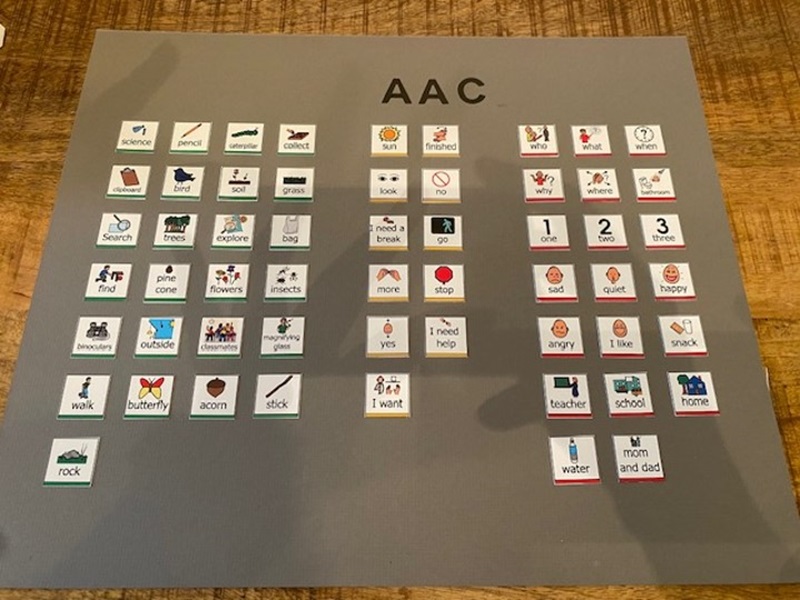 AAC
science pencil caterpillar collect sun finished who what when
clipboard bird soil grass look no why? where bathroom
Search trees explore bag I need a break go 1 one 2 two 3 three
find pine cone flowers insects more stop sad quiet happy
binoculars outside classmates magnifying glass yes I need help angry I like snack
walk butterfly acorn stick I want teacher school home
rock water mom and dad